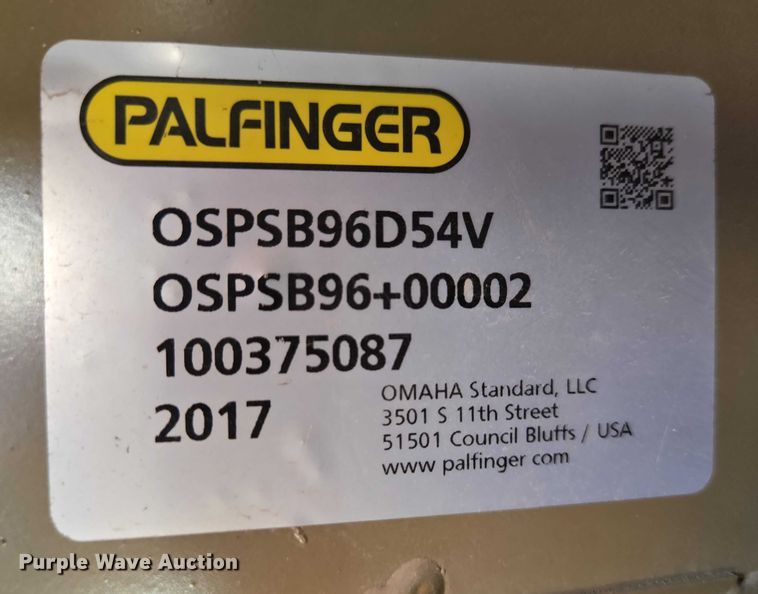 PALFINGER
OSPSB96D54V
OSPSB96+00002
100375087
2017
OMAHA Standard, LLC
3501 S 11th Street
51501 Council Bluffs / USA
www palfinger com
Purple Wave Auction